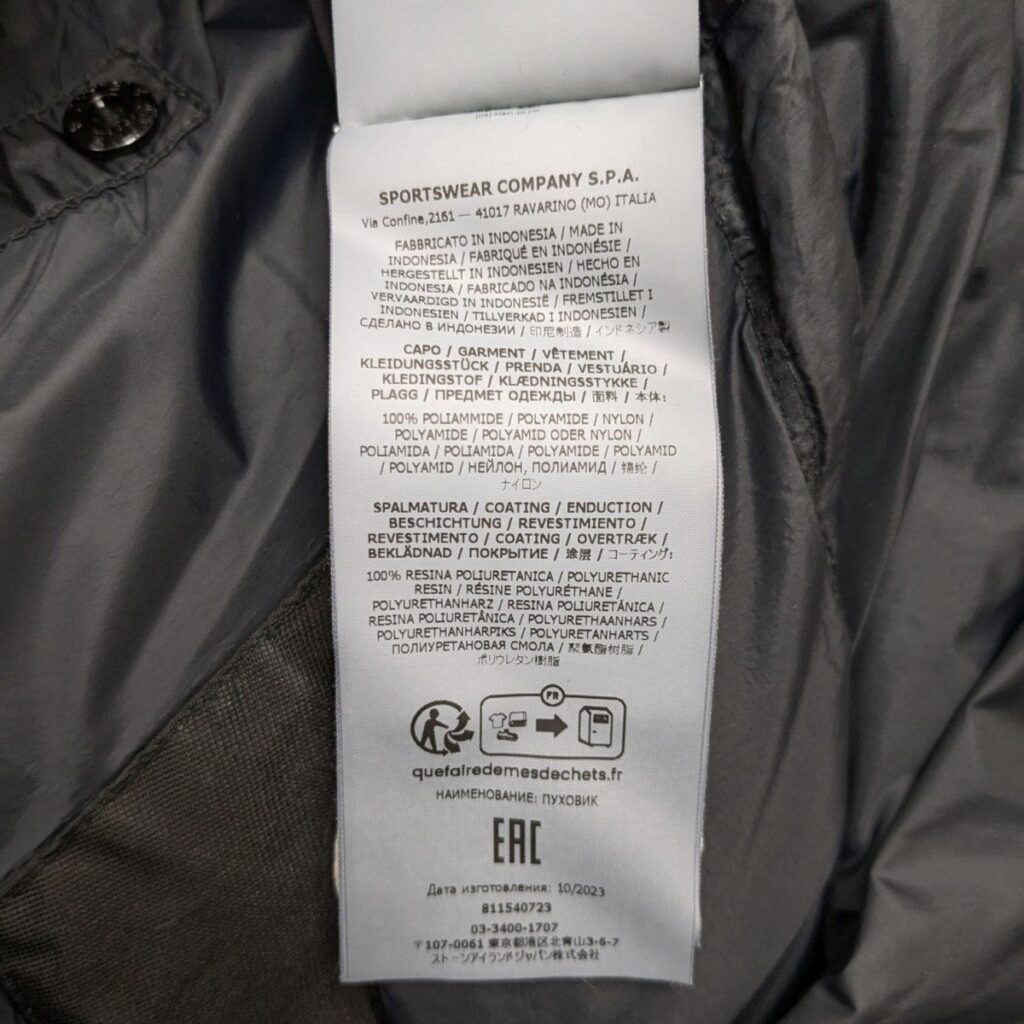 SPORTSWEAR COMPANY S.P.A.
Via Confine,2161 — 41017 RAVARINO (MO) ITALIA
FABBRICATO IN INDONESIA / MADE IN
INDONESIA / FABRIQUÉ EN INDONÉSIE /
HERGESTELLT IN INDONESIEN / HECHO EN
INDONESIA / FABRICADO NA INDONÉSIA /
VERVAARDIGD IN INDONESIË / FREMSTILLET I
INDONESIEN / TILLVERKAD I INDONESIEN /
СДЕЛАНО В ИНДОНЕЗИИ / 印尼制造 / インドネシア製
CAPO / GARMENT / VÊTEMENT /
KLEIDUNGSSTÜCK / PRENDA / VESTUÁRIO /
KLEDINGSTOF / KLÆDNINGSSTYKKE /
PLAGG / ПРЕДМЕТ ОДЕЖДЫ / 面料 / 本体:
100% POLIAMMIDE / POLYAMIDE / NYLON /
POLYAMIDE / POLYAMID ODER NYLON /
POLIAMIDA / POLIAMIDA / POLYAMIDE / POLYAMID
/ POLYAMID / НЕЙЛОН, ПОЛИАМИД / 锦纶 /
ナイロン
SPALMATURA / COATING / ENDUCTION /
BESCHICHTUNG / REVESTIMIENTO /
REVESTIMENTO / COATING / OVERTRÆK /
BEKLÄDNAD / ПОКРЫТИЕ / 涂层 / コーティング:
100% RESINA POLIURETANICA / POLYURETHANIC
RESIN / RÉSINE POLYURÉTHANE /
POLYURETHANHARZ / RESINA POLIURETÁNICA /
RESINA POLIURETÂNICA / POLYURETHAANHARS /
POLYURETHANHARPIKS / POLYURETANHARTS /
ПОЛИУРЕТАНОВАЯ СМОЛА / 聚氨酯树脂 /
ポリウレタン樹脂
FR
quefairedemesdechets.fr
НАИМЕНОВАНИЕ: ПУХОВИК
EAC
Дата изготовления: 10/2023
811540723
03-3400-1707
〒107-0061 東京都港区北青山3-6-7
ストーンアイランドジャパン株式会社